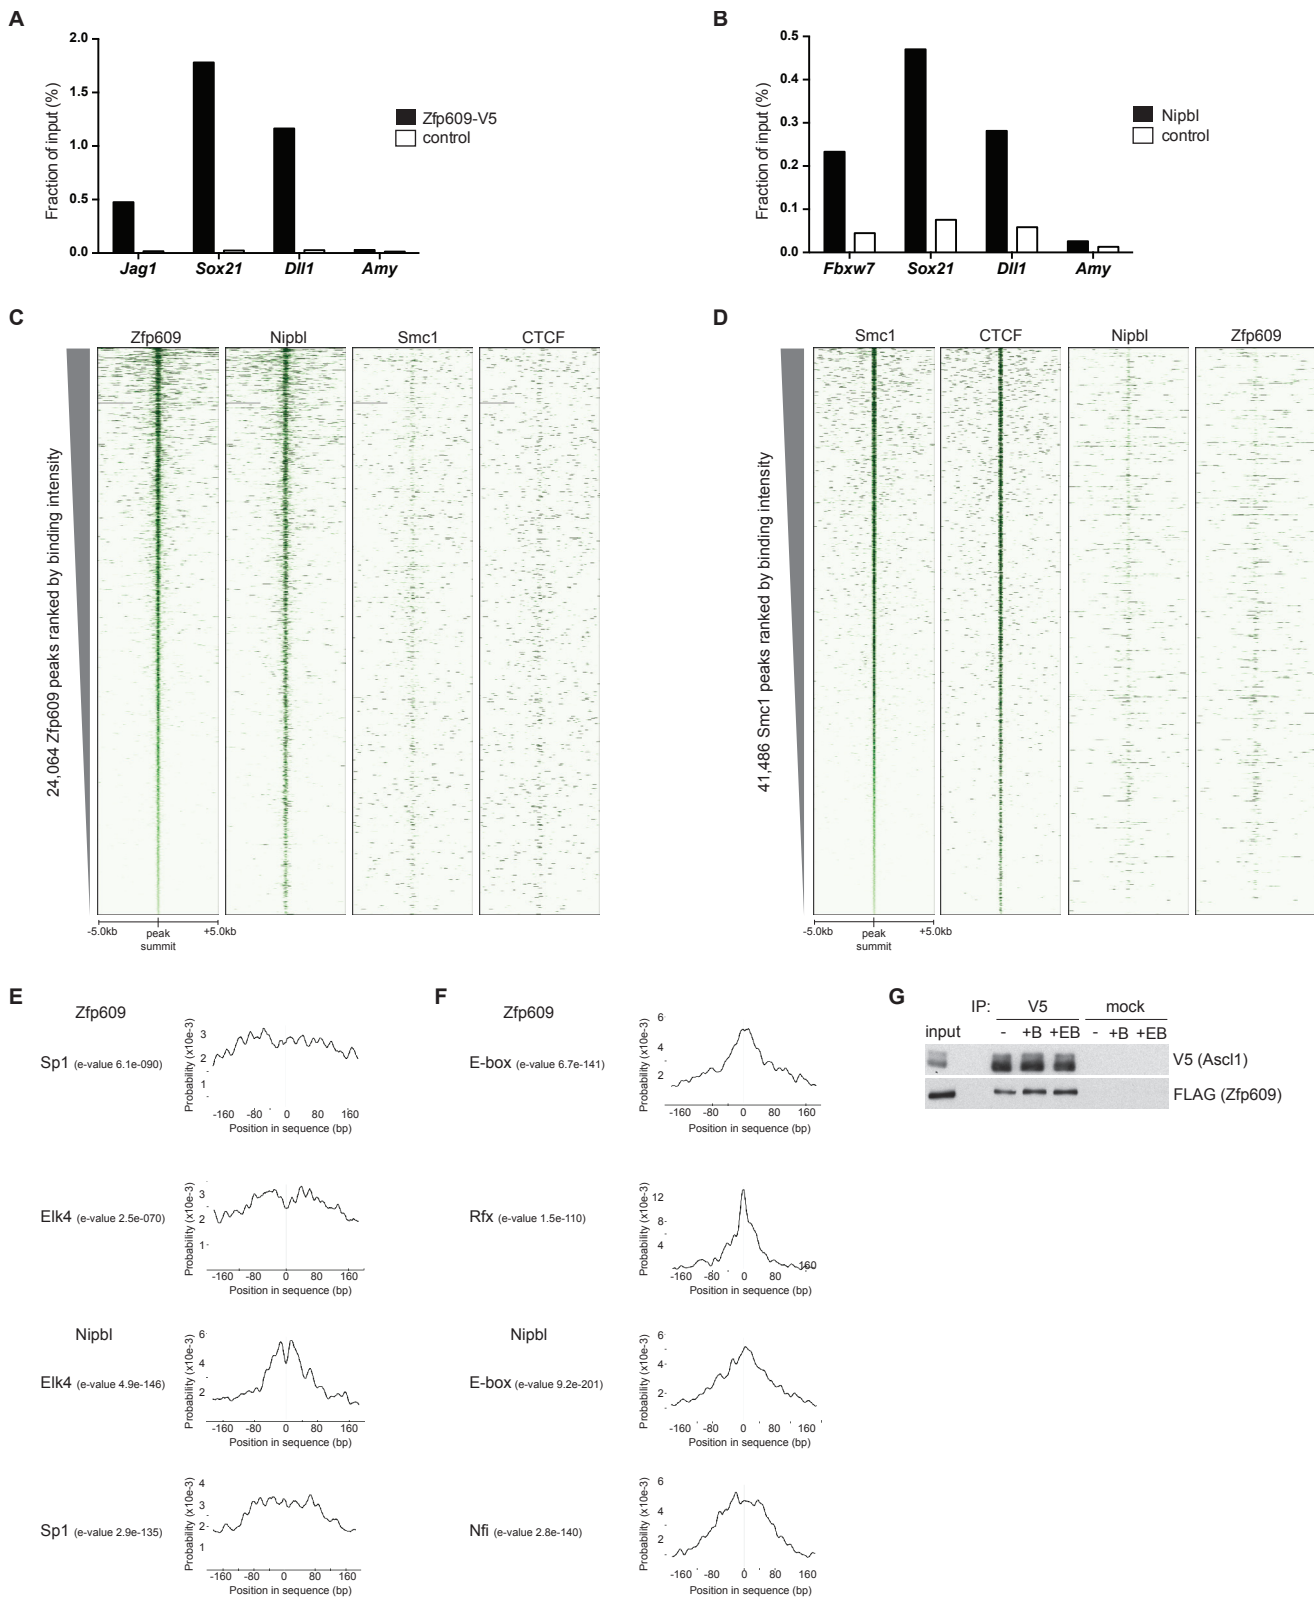 A
Fraction of input (%)
2.0
1.5
1.0
0.5
0.0
Jag1 Sox21 Dll1 Amy
Zfp609-V5
control
B
Fraction of input (%)
0.5
0.4
0.3
0.2
0.1
0.0
Fbxw7 Sox21 Dll1 Amy
Nipbl
control
C
24,064 Zfp609 peaks ranked by binding intensity
Zfp609 Nipbl Smc1 CTCF
-5.0kb peak +5.0kb
summit
D
41,486 Smc1 peaks ranked by binding intensity
Smc1 CTCF Nipbl Zfp609
-5.0kb peak +5.0kb
summit
E
Zfp609
Sp1 (e-value 6.1e-090)
Probability (x10e-3)
3
2
1
-160 -80 0 80 160
Position in sequence (bp)
Elk4 (e-value 2.5e-070)
Probability (x10e-3)
3
2
1
-160 -80 0 80 160
Position in sequence (bp)
Nipbl
Elk4 (e-value 4.9e-146)
Probability (x10e-3)
6
4
2
-160 -80 0 80 160
Position in sequence (bp)
Sp1 (e-value 2.9e-135)
Probability (x10e-3)
4
3
2
1
-160 -80 0 80 160
Position in sequence (bp)
F
Zfp609
E-box (e-value 6.7e-141)
Probability (x10e-3)
6
4
2
-160 -80 0 80 160
Position in sequence (bp)
Rfx (e-value 1.5e-110)
Probability (x10e-3)
12
8
4
-160 -80 0 80 160
Position in sequence (bp)
Nipbl
E-box (e-value 9.2e-201)
Probability (x10e-3)
6
4
2
-160 -80 0 80 160
Position in sequence (bp)
Nfi (e-value 2.8e-140)
Probability (x10e-3)
6
4
2
-160 -80 0 80 160
Position in sequence (bp)
G
IP: V5 mock
input - +B +EB - +B +EB
V5 (Ascl1)
FLAG (Zfp609)